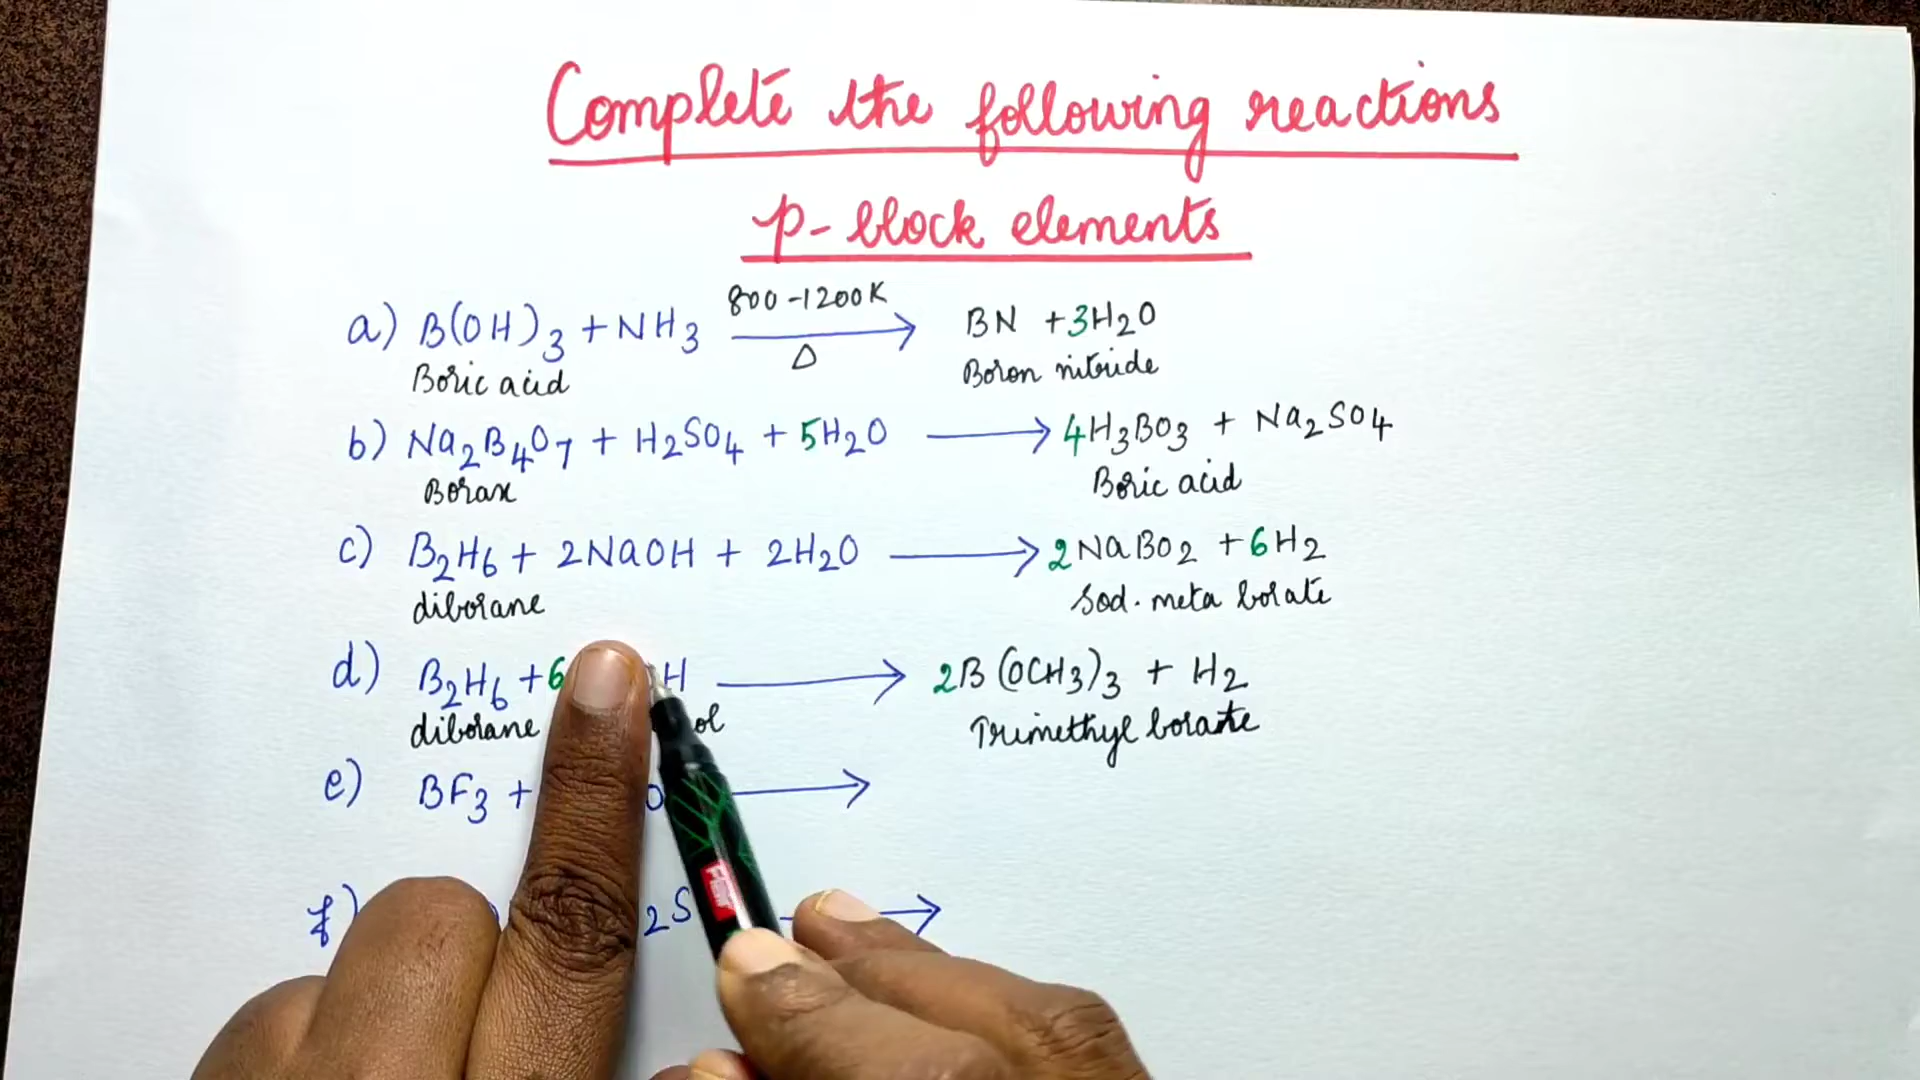 Complete the following reactions
p-block elements
a) B(OH)3 + NH3 800-1200K Δ → BN + 3H2O
Boric acid Boron nitride
b) Na2B4O7 + H2SO4 + 5H2O → 4H3BO3 + Na2SO4
Borax Boric acid
c) B2H6 + 2NaOH + 2H2O → 2NaBO2 + 6H2
diborane Sod. meta borate
d) B2H6 + 6 H → 2B(OCH3)3 + H2
diborane ol Trimethyl borate
e) BF3 + →
f) 2S →